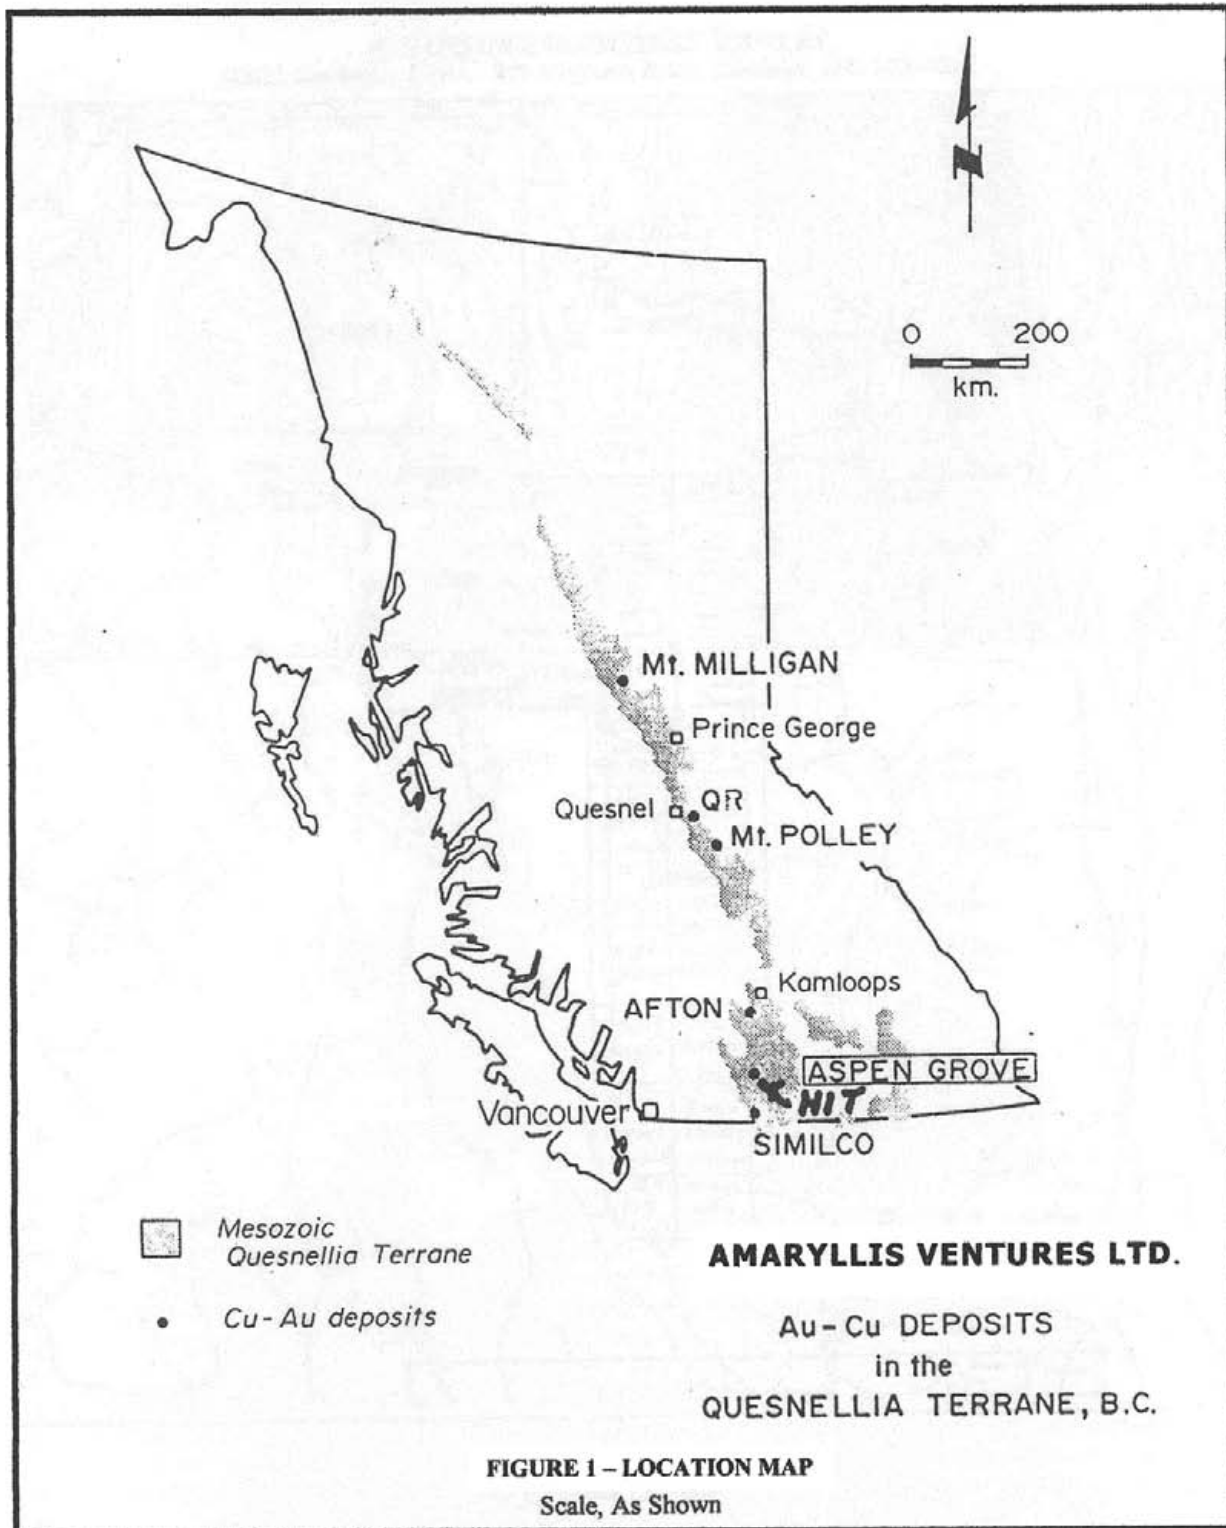 N
0 200
km.
Mt. MILLIGAN
Prince George
Quesnel
QR
Mt. POLLEY
Kamloops
AFTON
ASPEN GROVE
HIT
Vancouver
SIMILCO
Mesozoic
Quesnellia Terrane
Cu-Au deposits
AMARYLLIS VENTURES LTD.
Au-Cu DEPOSITS
in the
QUESNELLIA TERRANE, B.C.
FIGURE 1 – LOCATION MAP
Scale, As Shown